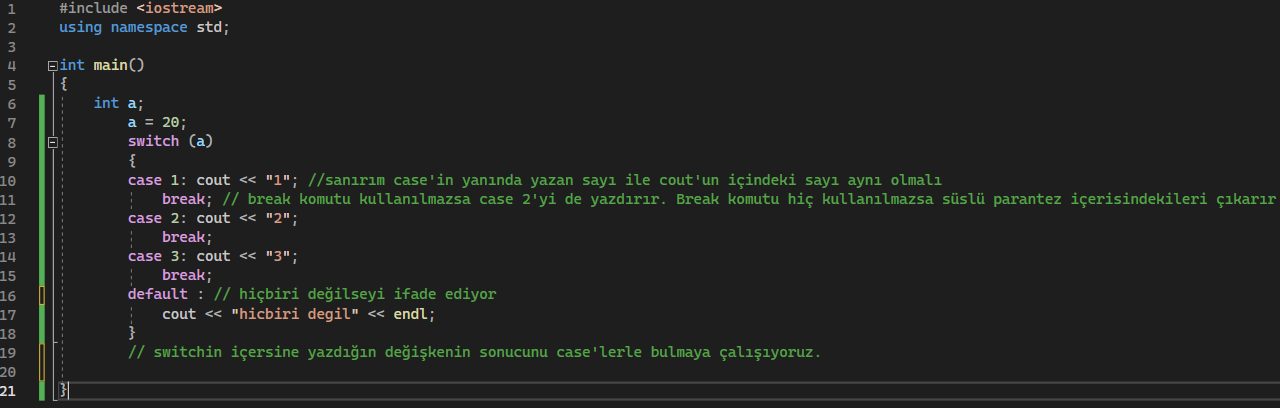 1 #include <iostream>
2 using namespace std;
3
4 int main()
5 {
6 int a;
7 a = 20;
8 switch (a)
9 {
10 case 1: cout << "1"; //sanırım case'in yanında yazan sayı ile cout'un içindeki sayı aynı olmalı
11 break; // break komutu kullanılmazsa case 2'yi de yazdırır. Break komutu hiç kullanılmazsa süslü parantez içerisindekileri çıkarır
12 case 2: cout << "2";
13 break;
14 case 3: cout << "3";
15 break;
16 default : // hiçbiri değilseyi ifade ediyor
17 cout << "hicbiri degil" << endl;
18 }
19 // switchin içersine yazdığın değişkenin sonucunu case'lerle bulmaya çalışıyoruz.
20
21 }